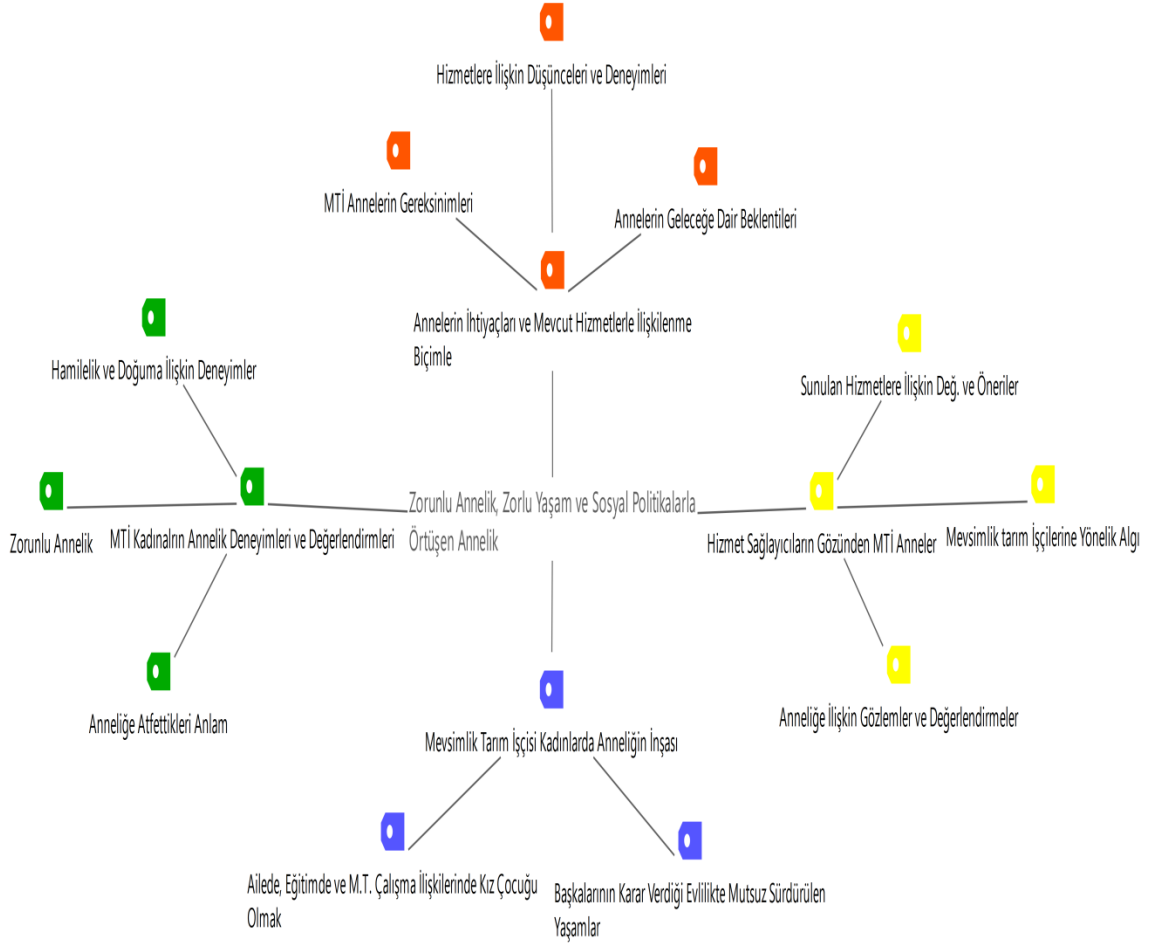 Hizmetlere İlişkin Düşünceleri ve Deneyimleri
MTİ Annelerin Gereksinimleri
Annelerin Geleceğe Dair Beklentileri
Annelerin İhtiyaçları ve Mevcut Hizmetlerle İlişkilenme
Biçimle
Hamilelik ve Doğuma İlişkin Deneyimler
Sunulan Hizmetlere İlişkin Değ. ve Öneriler
Zorunlu Annelik
MTİ Kadınalrın Annelik Deneyimleri ve Değerlendirmleri
Zorunlu Annelik, Zorlu Yaşam ve Sosyal Politikalarla
Örtüşen Annelik
Hizmet Sağlayıcıların Gözünden MTİ Anneler
Mevsimlik tarım İşçilerine Yönelik Algı
Anneliğe Atfettikleri Anlam
Anneliğe İlişkin Gözlemler ve Değerlendirmeler
Mevsimlik Tarım İşçisi Kadınlarda Anneliğin İnşası
Ailede, Eğitimde ve M.T. Çalışma İlişkilerinde Kız Çocuğu
Olmak
Başkalarının Karar Verdiği Evlilikte Mutsuz Sürdürülen
Yaşamlar